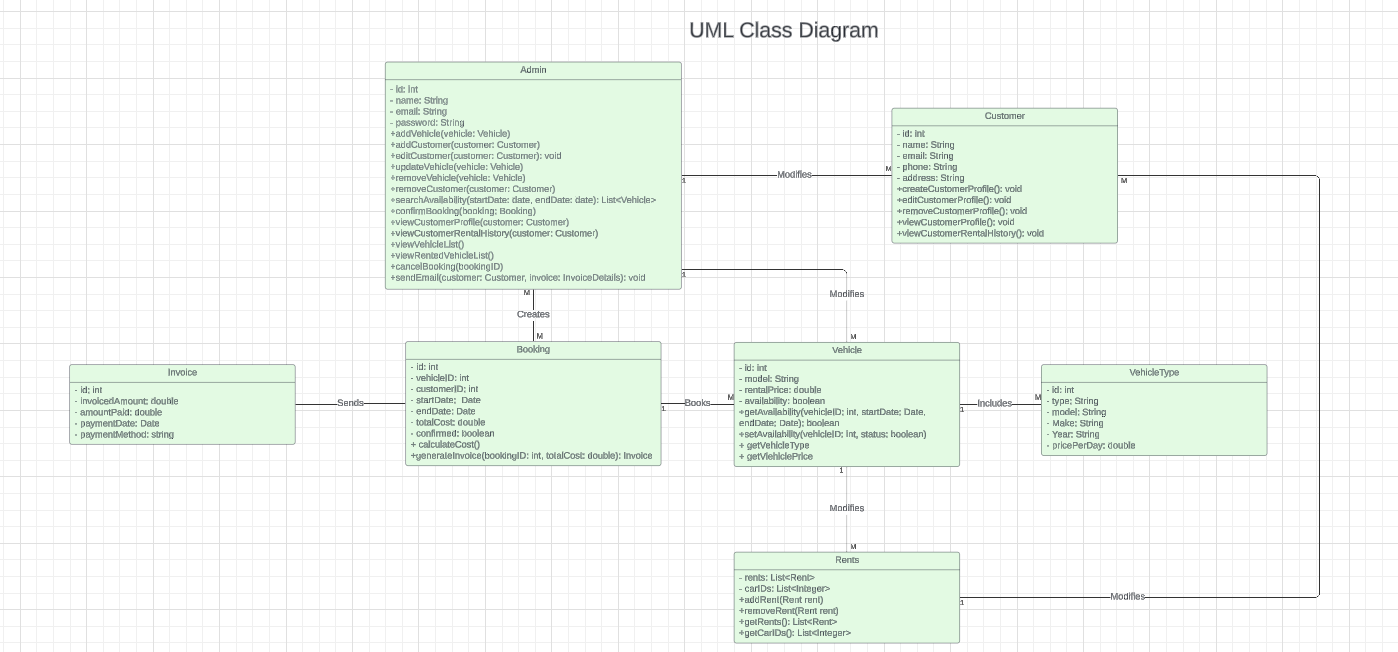 UML Class Diagram
Admin
- id: int
- name: String
- email: String
- password: String
+addVehicle(vehicle: Vehicle)
+addCustomer(customer: Customer)
+editCustomer(customer: Customer): void
+updateVehicle(vehicle: Vehicle)
+removeVehicle(vehicle: Vehicle)
+removeCustomer(customer: Customer)
+searchAvailability(startDate: date, endDate: date): List<Vehicle>
+confirmBooking(booking: Booking)
+viewCustomerProfile(customer: Customer)
+viewCustomerRentalHistory(customer: Customer)
+viewVehicleList()
+viewRentedVehicleList()
+cancelBooking(bookingID)
+sendEmail(customer: Customer, invoice: InvoiceDetails): void
1
Modifies
M
Customer
- id: int
- name: String
- email: String
- phone: String
- address: String
+createCustomerProfile(): void
+editCustomerProfile(): void
+removeCustomerProfile(): void
+viewCustomerProfile(): void
+viewCustomerRentalHistory(): void
M
1
Modifies
M
M
Creates
M
Invoice
- id: int
- invoicedAmount: double
- amountPaid: double
- paymentDate: Date
- paymentMethod: string
Sends
Booking
- id: int
- vehicleID: int
- customerID: int
- startDate: Date
- endDate: Date
- totalCost: double
- confirmed: boolean
+ calculateCost()
+generateInvoice(bookingID: int, totalCost: double): Invoice
1
Books
M
Vehicle
- id: int
- model: String
- rentalPrice: double
- availability: boolean
+getAvailability(vehicleID: int, startDate: Date,
endDate: Date): boolean
+setAvailability(vehicleID: int, status: boolean)
+ getVehicleType
+ getViehiclePrice
1
Includes
M
VehicleType
- id: int
- type: String
- model: String
- Make: String
- Year: String
- pricePerDay: double
1
Modifies
M
Rents
- rents: List<Rent>
- carIDs: List<Integer>
+addRent(Rent rent)
+removeRent(Rent rent)
+getRents(): List<Rent>
+getCarIDs(): List<Integer>
1
Modifies